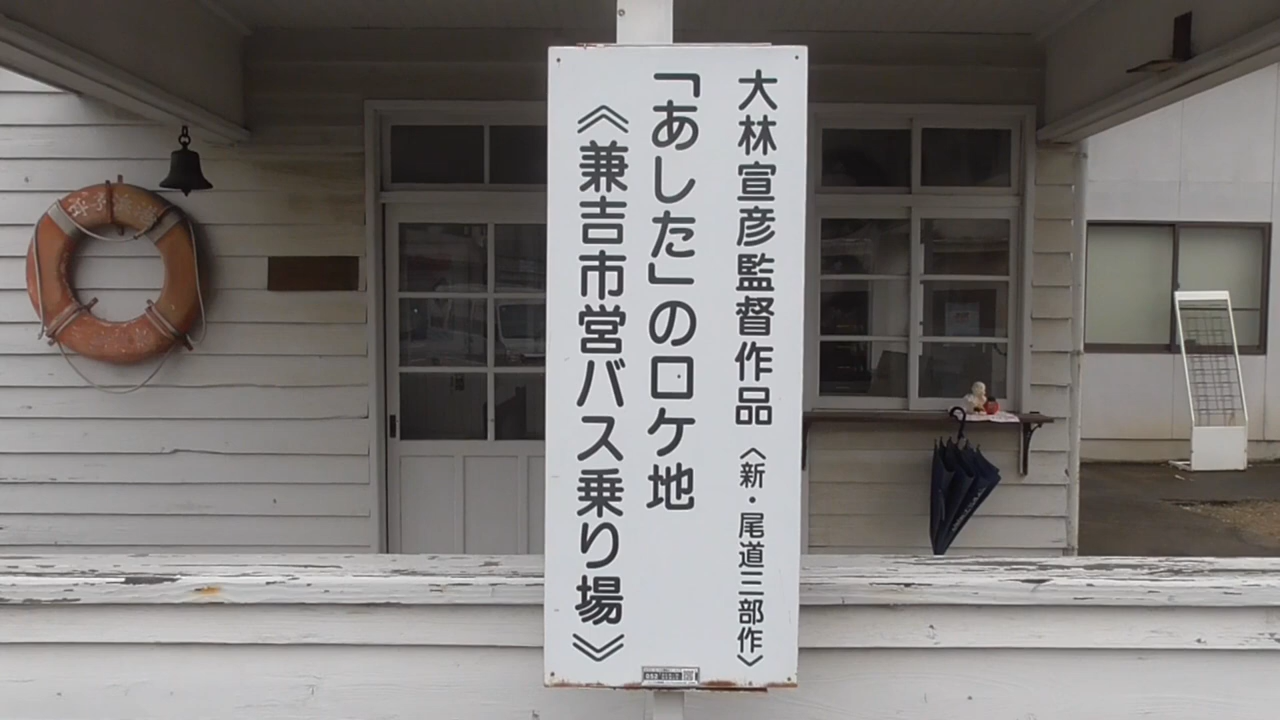 大林宣彦監督作品〈新・尾道三部作〉
「あした」のロケ地
《兼吉市営バス乗り場》